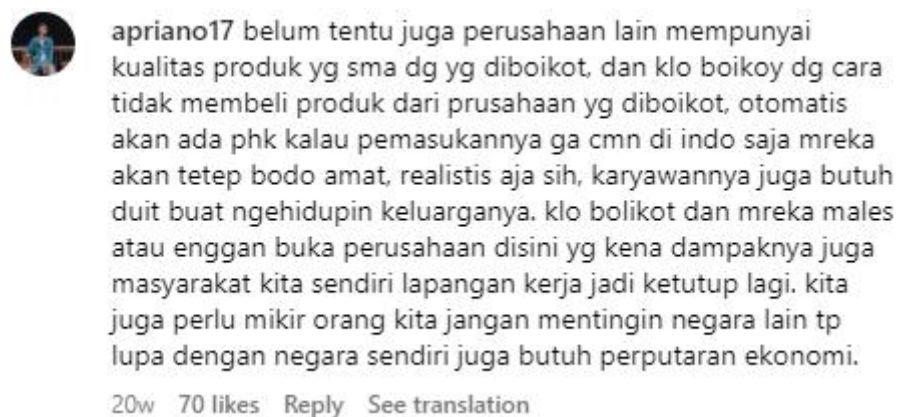 apriano17 belum tentu juga perusahaan lain mempunyai
kualitas produk yg sma dg yg diboikot, dan klo boikoy dg cara
tidak membeli produk dari prusahaan yg diboikot, otomatis
akan ada phk kalau pemasukannya ga cmn di indo saja mreka
akan tetep bodo amat, realistis aja sih, karyawannya juga butuh
duit buat ngehidupin keluarganya. klo bolikot dan mreka males
atau enggan buka perusahaan disini yg kena dampaknya juga
masyarakat kita sendiri lapangan kerja jadi ketutup lagi. kita
juga perlu mikir orang kita jangan mentingin negara lain tp
lupa dengan negara sendiri juga butuh perputaran ekonomi.
20w 70 likes Reply See translation